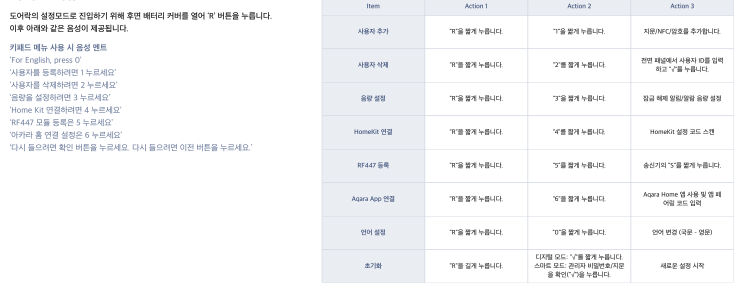 도어락의 설정모드로 진입하기 위해 후면 배터리 커버를 열어 'R' 버튼을 누릅니다.
이후 아래와 같은 음성이 제공됩니다.
키패드 메뉴 사용 시 음성 멘트
'For English, press 0'
'사용자를 등록하려면 1 누르세요'
'사용자를 삭제하려면 2 누르세요'
'음량을 설정하려면 3 누르세요'
'Home Kit 연결하려면 4 누르세요'
'RF447 모듈 등록은 5 누르세요'
'아카라 홈 연결 설정은 6 누르세요'
'다시 들으려면 확인 버튼을 누르세요. 다시 들으려면 이전 버튼을 누르세요.'
Item Action 1 Action 2 Action 3
사용자 추가 "R"을 짧게 누릅니다. "1"을 짧게 누릅니다. 지문/NFC/암호를 추가합니다.
사용자 삭제 "R"를 짧게 누릅니다. "2"를 짧게 누릅니다. 전면 패널에서 사용자 ID를 입력
하고 "√"를 누릅니다.
음량 설정 "R"을 짧게 누릅니다. "3"을 짧게 누릅니다. 잠금 해제 알림/알람 음량 설정
HomeKit 연결 "R"을 짧게 누릅니다. "4"를 짧게 누릅니다. HomeKit 설정 코드 스캔
RF447 등록 "R"을 짧게 누릅니다. "5"를 짧게 누릅니다. 송신기의 "S"를 짧게 누릅니다.
Aqara App 연결 "R"을 짧게 누릅니다. "6"를 짧게 누릅니다. Aqara Home 앱 사용 및 앱 페
어링 코드 입력
언어 설정 "R"을 짧게 누릅니다. "0"을 짧게 누릅니다. 언어 변경 (국문 - 영문)
초기화 "R"를 길게 누릅니다. 디지털 모드: "√"를 짧게 누릅니다.
스마트 모드: 관리자 비밀번호/지문
을 확인("√")을 누릅니다. 새로운 설정 시작